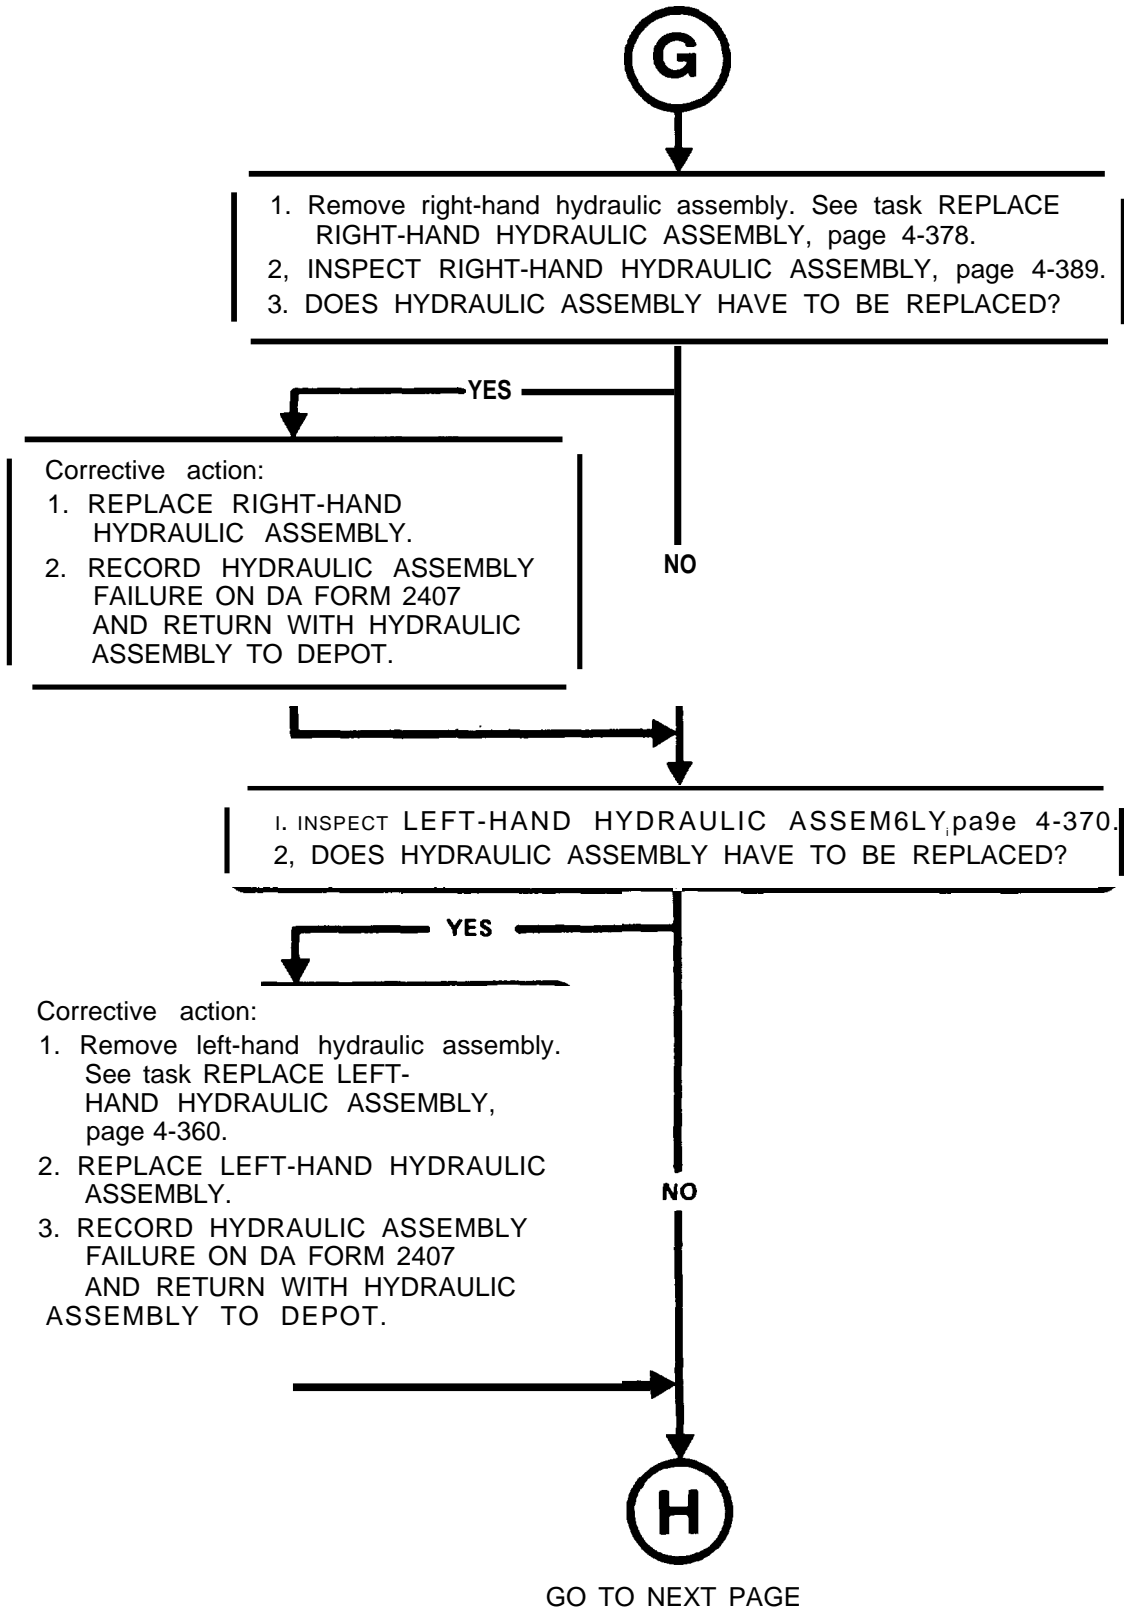 G
1. Remove right-hand hydraulic assembly. See task REPLACE
RIGHT-HAND HYDRAULIC ASSEMBLY, page 4-378.
2, INSPECT RIGHT-HAND HYDRAULIC ASSEMBLY, page 4-389.
3. DOES HYDRAULIC ASSEMBLY HAVE TO BE REPLACED?
YES
Corrective action:
1. REPLACE RIGHT-HAND
HYDRAULIC ASSEMBLY.
2. RECORD HYDRAULIC ASSEMBLY
FAILURE ON DA FORM 2407
AND RETURN WITH HYDRAULIC
ASSEMBLY TO DEPOT.
NO
I. INSPECT LEFT-HAND HYDRAULIC ASSEM6LY¡pa9e 4-370.
2, DOES HYDRAULIC ASSEMBLY HAVE TO BE REPLACED?
YES
Corrective action:
1. Remove left-hand hydraulic assembly.
See task REPLACE LEFT-
HAND HYDRAULIC ASSEMBLY,
page 4-360.
2. REPLACE LEFT-HAND HYDRAULIC
ASSEMBLY.
3. RECORD HYDRAULIC ASSEMBLY
FAILURE ON DA FORM 2407
AND RETURN WITH HYDRAULIC
ASSEMBLY TO DEPOT.
NO
H
GO TO NEXT PAGE